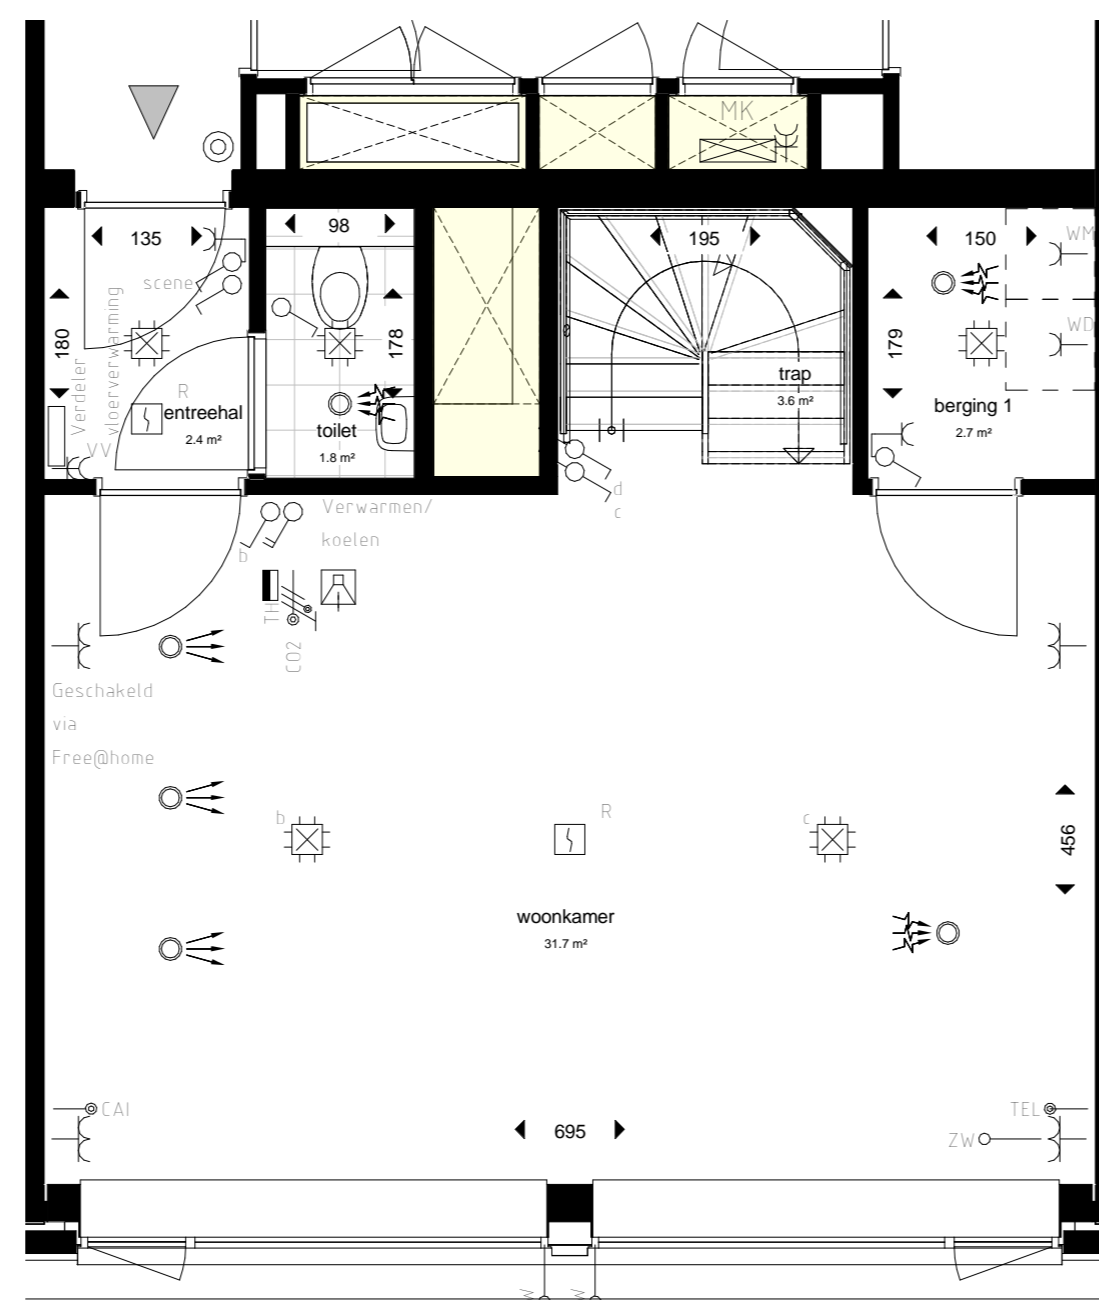 MK
135
98
195
150
WM
scene
180
Verdeler
vloerverwarming
178
179
WD
R
entreehal
2.4 m²
toilet
1.8 m²
trap
3.6 m²
berging 1
2.7 m²
VV
d
c
Verwarmen/
koelen
b
TH
CO2
Geschakeld
via
Free@home
b
R
c
456
woonkamer
31.7 m²
CAI
TEL
695
ZW